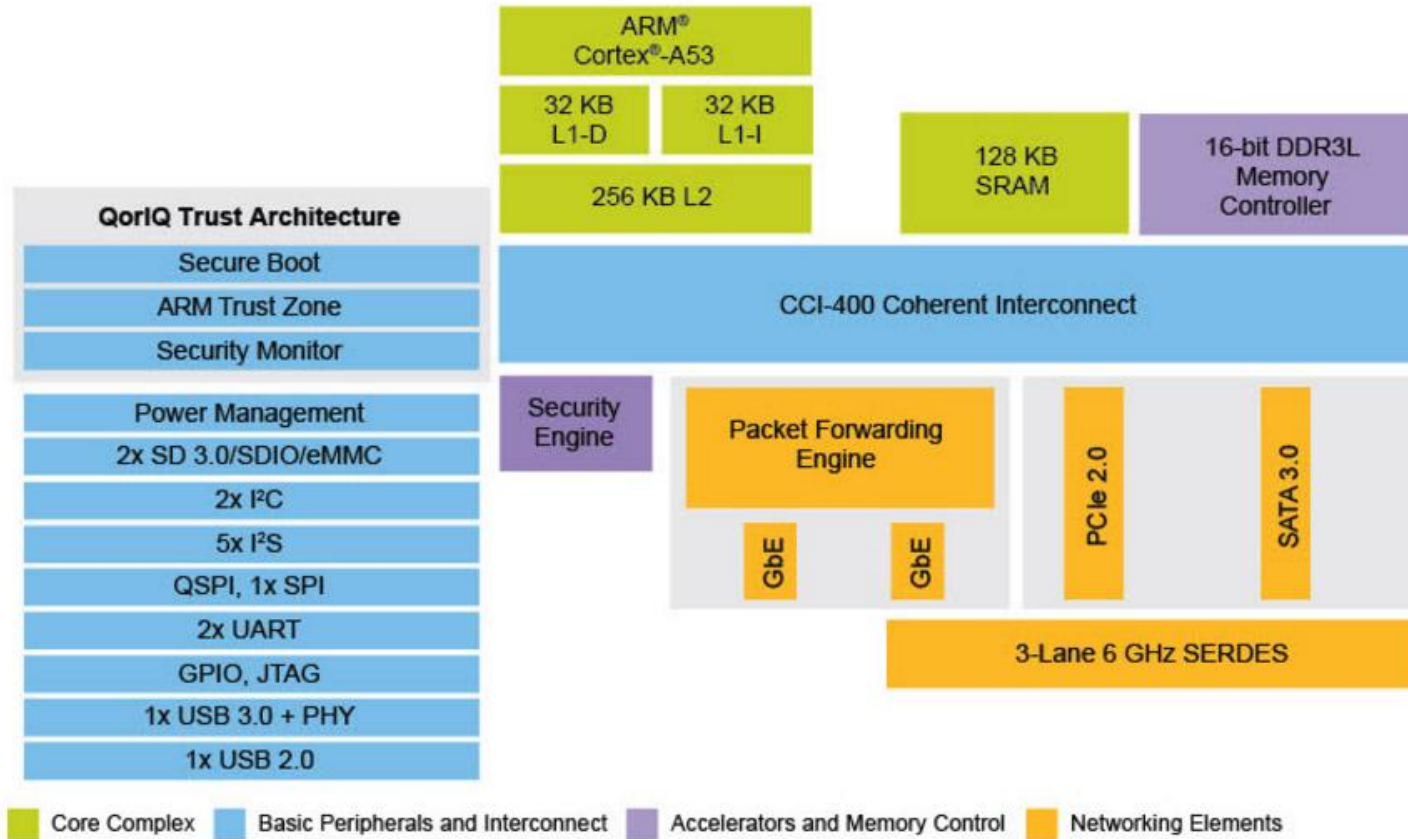 ARM®
Cortex®-A53
32 KB
L1-D
32 KB
L1-I
256 KB L2
128 KB
SRAM
16-bit DDR3L
Memory
Controller
QorIQ Trust Architecture
Secure Boot
ARM Trust Zone
Security Monitor
CCI-400 Coherent Interconnect
Power Management
2x SD 3.0/SDIO/eMMC
2x I²C
5x I²S
QSPI, 1x SPI
2x UART
GPIO, JTAG
1x USB 3.0 + PHY
1x USB 2.0
Security
Engine
Packet Forwarding
Engine
GbE
GbE
PCIe 2.0
SATA 3.0
3-Lane 6 GHz SERDES
Core Complex
Basic Peripherals and Interconnect
Accelerators and Memory Control
Networking Elements